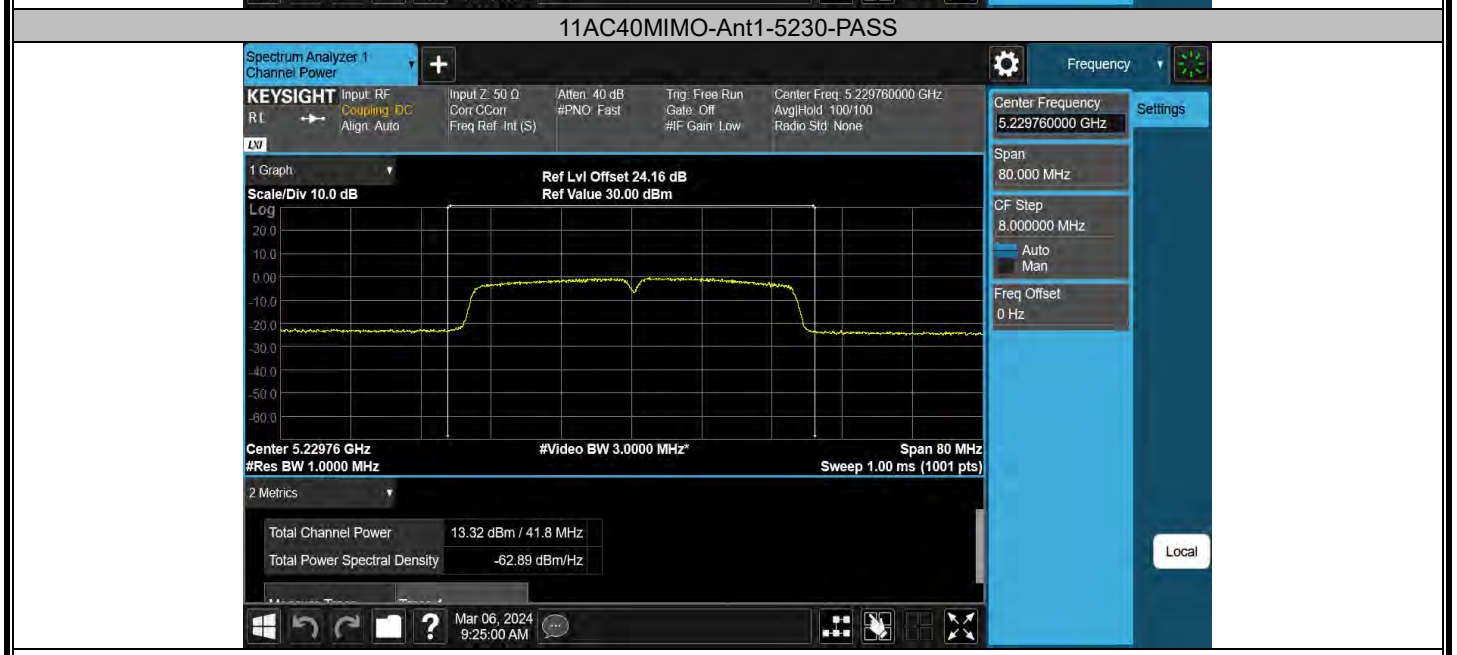 11AC40MIMO-Ant1-5230-PASS
Spectrum Analyzer 1
Channel Power
Frequency
KEYSIGHT
RL
LXI
Input: RF
Coupling: DC
Align: Auto
Input Z: 50 Ω
Corr CCorr
Freq Ref: Int (S)
Atten: 40 dB
#PNO: Fast
Trig: Free Run
Gate: Off
#IF Gain: Low
Center Freq: 5.229760000 GHz
Avg|Hold: 100/100
Radio Std: None
Center Frequency
5.229760000 GHz
Settings
Span
80.000 MHz
CF Step
8.000000 MHz
Auto
Man
Freq Offset
0 Hz
1 Graph
Scale/Div 10.0 dB
Ref Lvl Offset 24.16 dB
Ref Value 30.00 dBm
Log
20.0
10.0
0.00
-10.0
-20.0
-30.0
-40.0
-50.0
-60.0
Center 5.22976 GHz
#Video BW 3.0000 MHz*
Span 80 MHz
#Res BW 1.0000 MHz
Sweep 1.00 ms (1001 pts)
2 Metrics
Total Channel Power 13.32 dBm / 41.8 MHz
Total Power Spectral Density -62.89 dBm/Hz
Local
Mar 06, 2024
9:25:00 AM